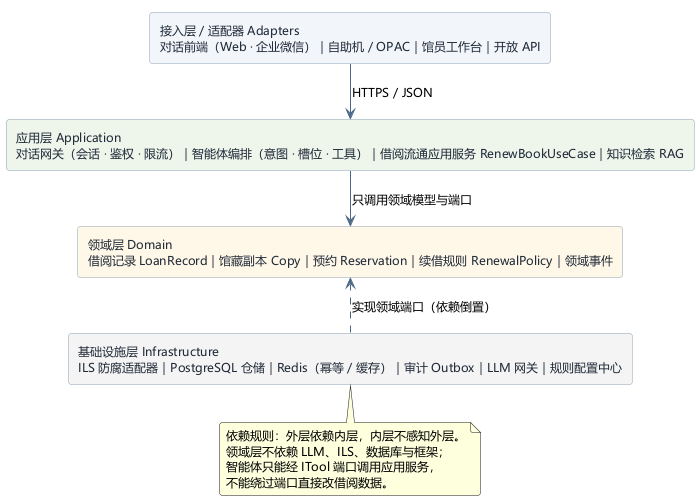 接入层 / 适配器 Adapters
对话前端（Web · 企业微信）｜自助机 / OPAC｜馆员工作台｜开放 API
HTTPS / JSON
应用层 Application
对话网关（会话 · 鉴权 · 限流）｜智能体编排（意图 · 槽位 · 工具）｜借阅流通应用服务 RenewBookUseCase｜知识检索 RAG
只调用领域模型与端口
领域层 Domain
借阅记录 LoanRecord｜馆藏副本 Copy｜预约 Reservation｜续借规则 RenewalPolicy｜领域事件
实现领域端口（依赖倒置）
基础设施层 Infrastructure
ILS 防腐适配器｜PostgreSQL 仓储｜Redis（幂等 / 缓存）｜审计 Outbox｜LLM 网关｜规则配置中心
依赖规则：外层依赖内层，内层不感知外层。
领域层不依赖 LLM、ILS、数据库与框架；
智能体只能经 ITool 端口调用应用服务，
不能绕过端口直接改借阅数据。